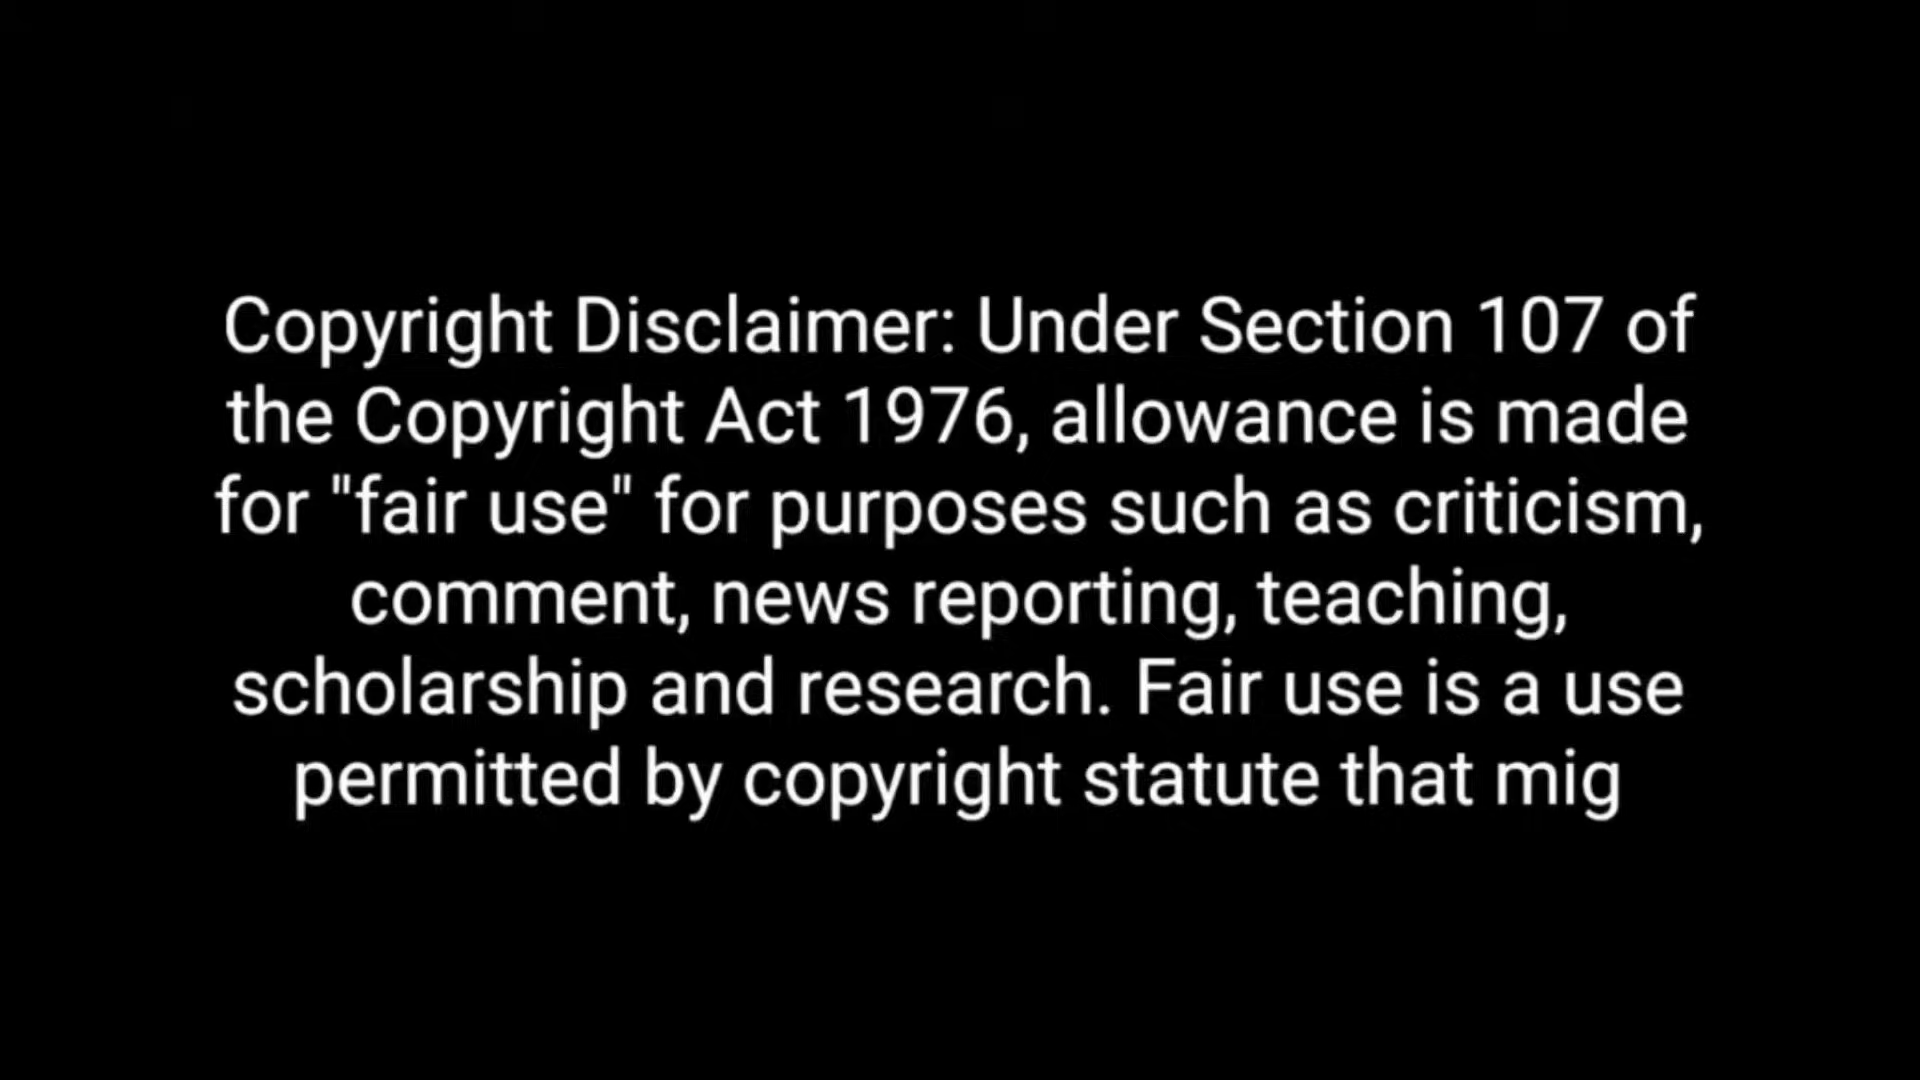 Copyright Disclaimer: Under Section 107 of
the Copyright Act 1976, allowance is made
for "fair use" for purposes such as criticism,
comment, news reporting, teaching,
scholarship and research. Fair use is a use
permitted by copyright statute that mig